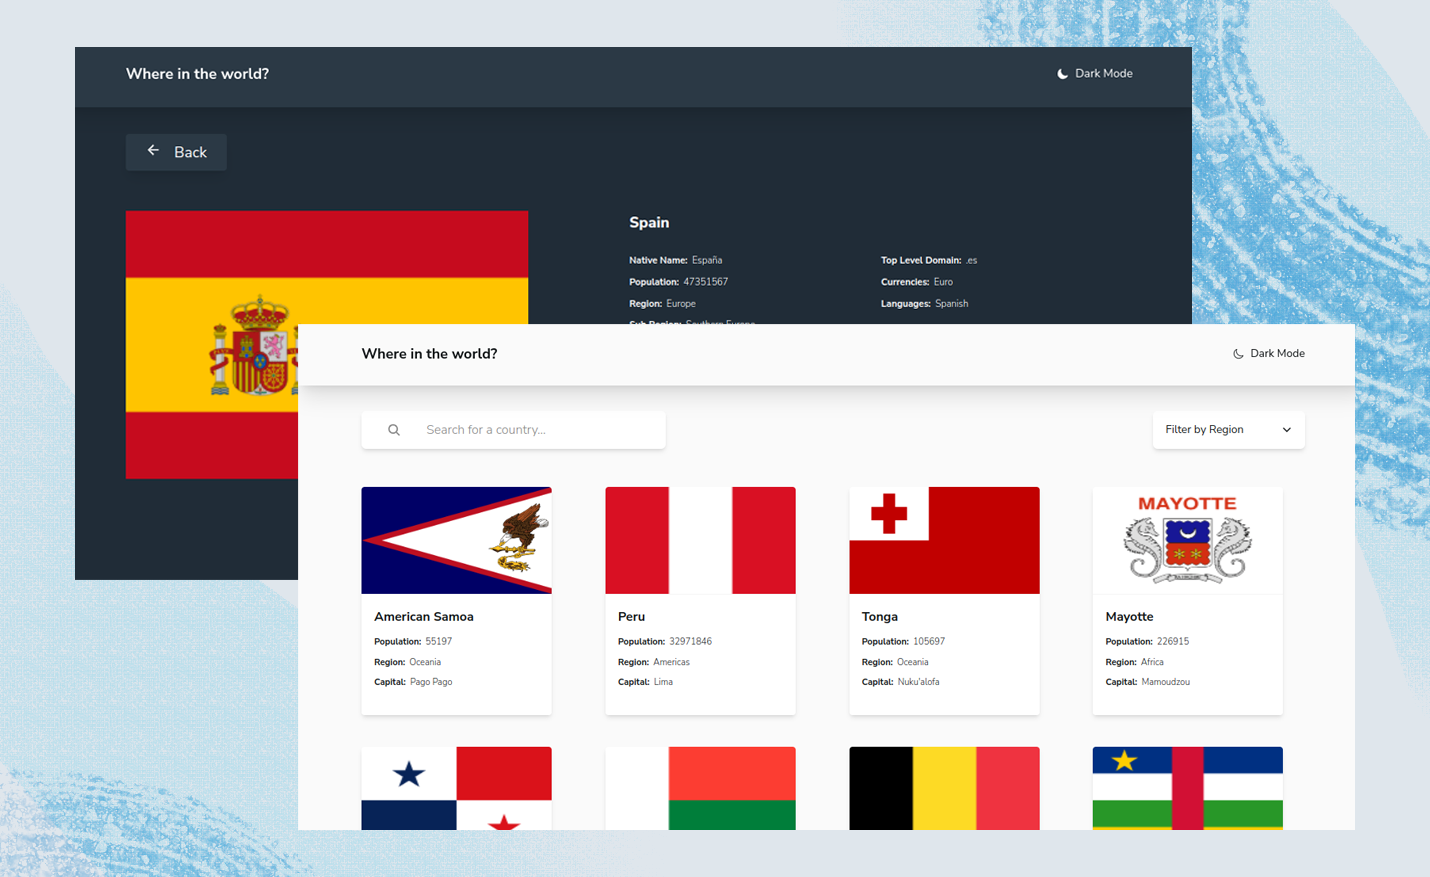 Where in the world?
Dark Mode
Back
Spain
Native Name: España
Population: 47351567
Region: Europe
Sub Region: Southern Europe
Top Level Domain: .es
Currencies: Euro
Languages: Spanish
Where in the world?
Dark Mode
Search for a country...
Filter by Region
American Samoa
Population: 55197
Region: Oceania
Capital: Pago Pago
Peru
Population: 32971846
Region: Americas
Capital: Lima
Tonga
Population: 105697
Region: Oceania
Capital: Nuku'alofa
MAYOTTE
Mayotte
Population: 226915
Region: Africa
Capital: Mamoudzou